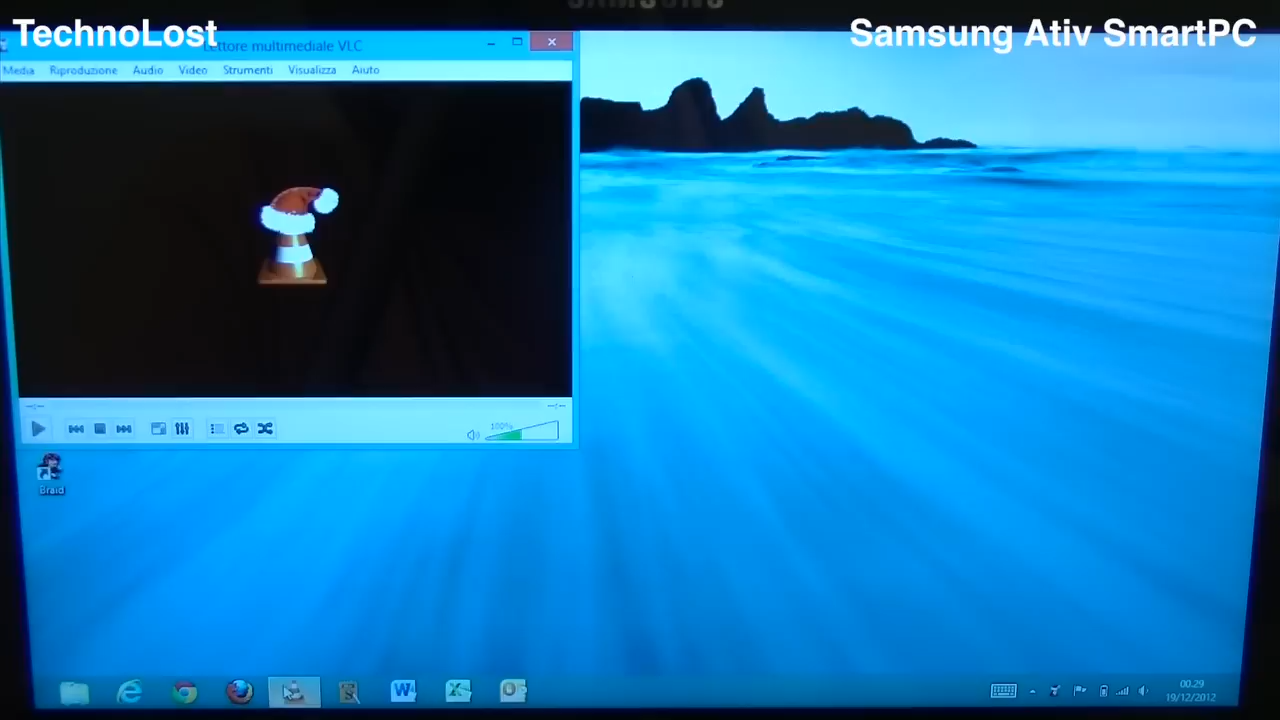 SAMSUNG
TechnoLost
Samsung Ativ SmartPC
Lettore multimediale VLC
Media Riproduzione Audio Video Strumenti Visualizza Aiuto
100%
Braid
00.29
19/12/2012